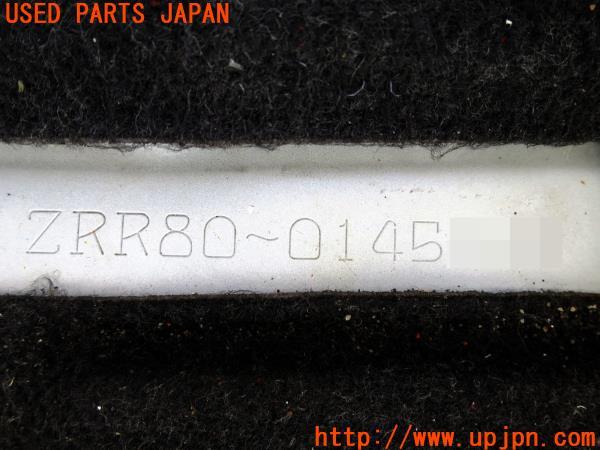 USED PARTS JAPAN
ZRR80~0145
http://www.upjpn.com